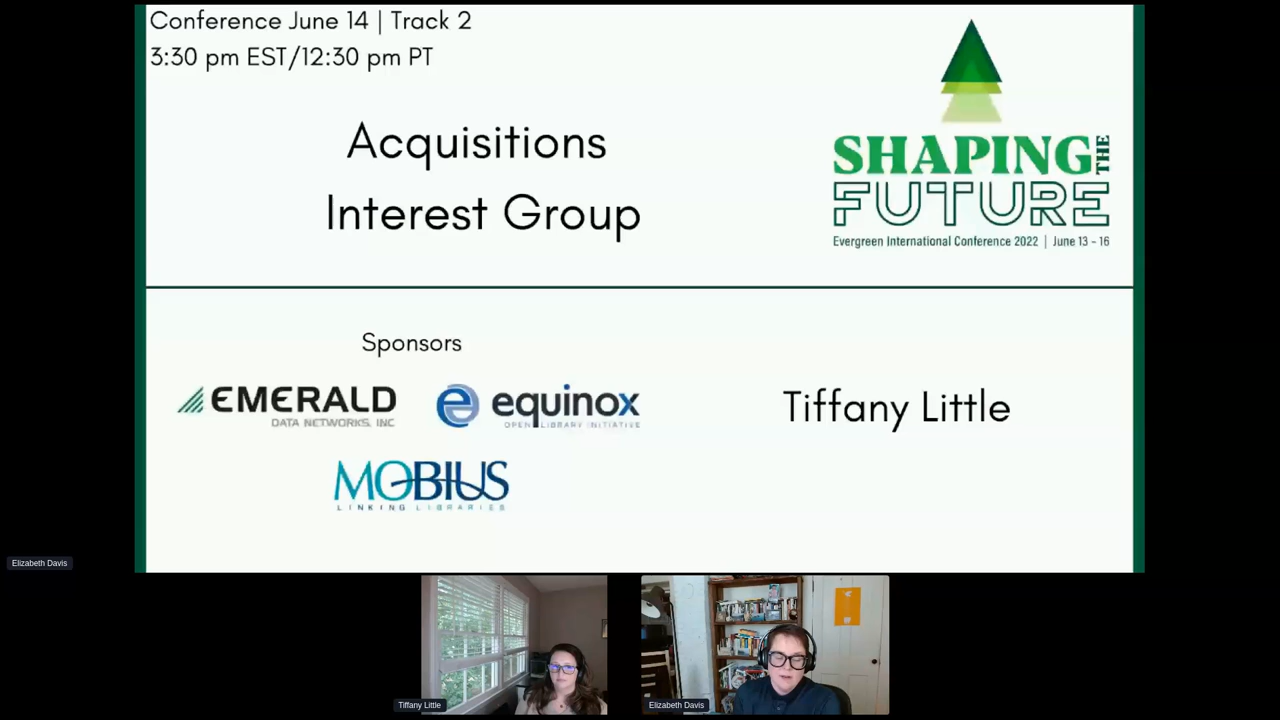 Conference June 14 | Track 2
3:30 pm EST/12:30 pm PT
Acquisitions
Interest Group
SHAPING THE
FUTURE
Evergreen International Conference 2022 | June 13 - 16
Sponsors
EMERALD
DATA NETWORKS, INC
equinox
OPEN LIBRARY INITIATIVE
MOBIUS
LINKING LIBRARIES
Tiffany Little
Elizabeth Davis
Tiffany Little
Elizabeth Davis